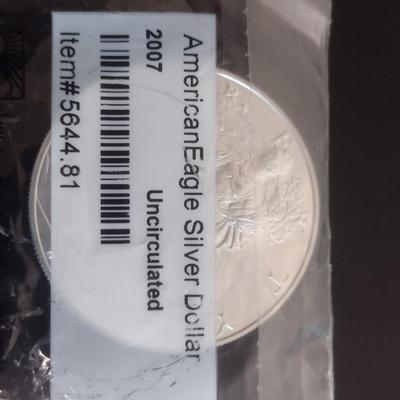 AmericanEagle Silver Dollar
2007 Uncirculated
Item#5644.81